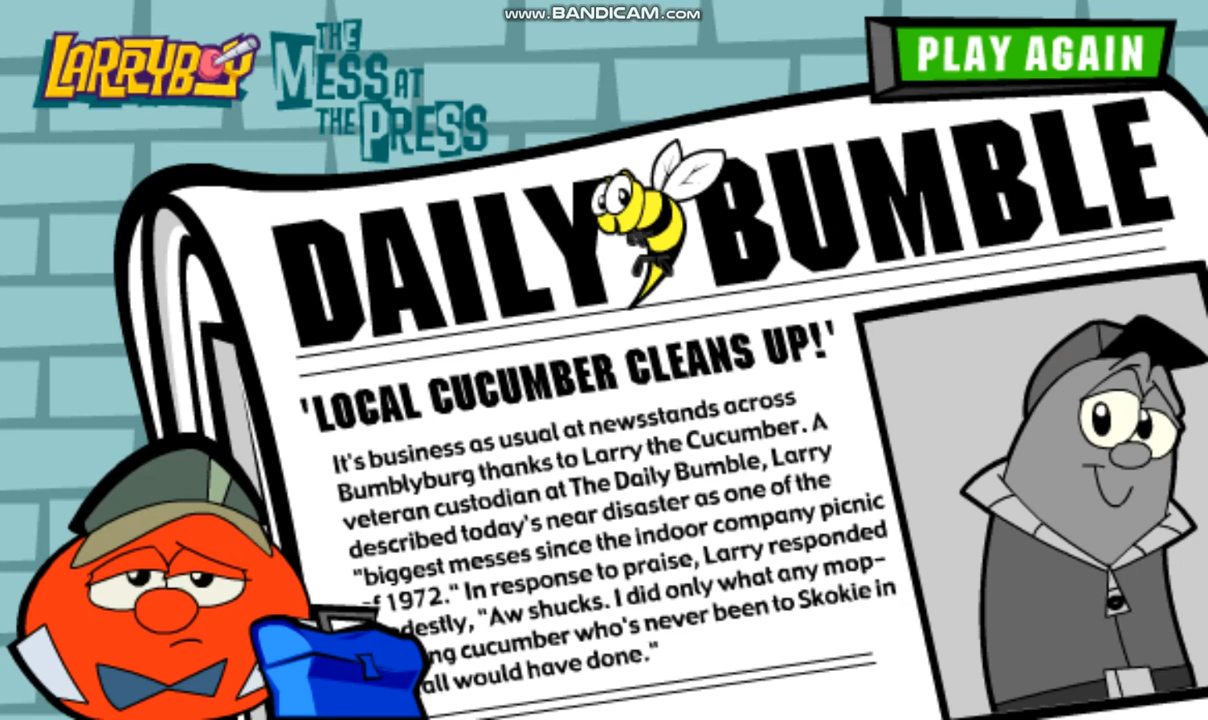 www.BANDICAM.com
LARRYBOY
THE
MESS AT
THE PRESS
PLAY AGAIN
DAILY BUMBLE
'LOCAL CUCUMBER CLEANS UP!'
It's business as usual at newsstands across
Bumblyburg thanks to Larry the Cucumber. A
veteran custodian at The Daily Bumble, Larry
described today's near disaster as one of the
"biggest messes since the indoor company picnic
f 1972." In response to praise, Larry responded
destly, "Aw shucks. I did only what any mop-
ng cucumber who's never been to Skokie in
all would have done."